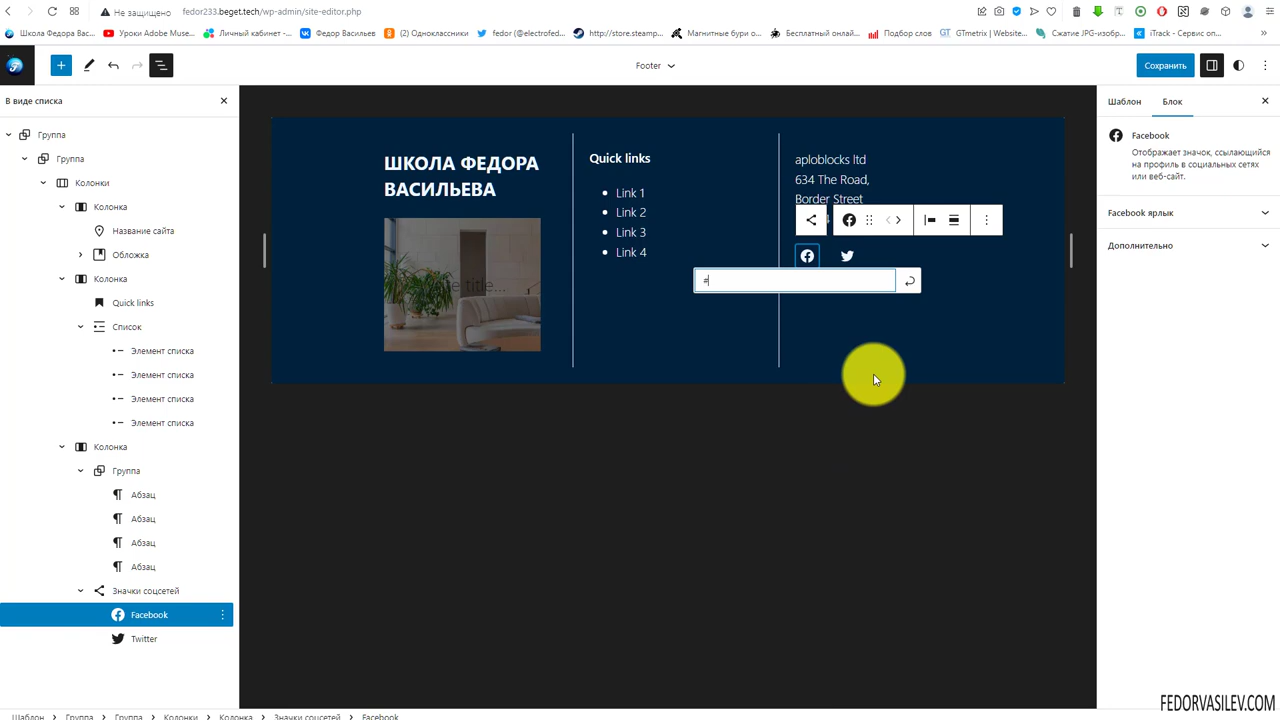 Не защищено
fedor233.beget.tech/wp-admin/site-editor.php
Школа Федора Вас...
Уроки Adobe Muse...
Личный кабинет -...
Федор Васильев
(2) Одноклассники
fedor (@electrofed...
http://store.steamp...
Магнитные бури о...
Бесплатный онлай...
Подбор слов
GTmetrix | Website...
Сжатие JPG-изобр...
iTrack - Сервис оп...
Footer
Сохранить
В виде списка
Группа
Группа
Колонки
Колонка
Название сайта
Обложка
Колонка
Quick links
Список
Элемент списка
Элемент списка
Элемент списка
Элемент списка
Колонка
Группа
Абзац
Абзац
Абзац
Абзац
Значки соцсетей
Facebook
Twitter
ШКОЛА ФЕДОРА
ВАСИЛЬЕВА
Quick links
Link 1
Link 2
Link 3
Link 4
aploblocks ltd
634 The Road,
Border Street
#
Шаблон
Блок
Facebook
Отображает значок, ссылающийся
на профиль в социальных сетях
или веб-сайт.
Facebook ярлык
Дополнительно
Шаблон
Группа
Группа
Колонки
Колонка
Значки соцсетей
Facebook
FEDORVASILEV.COM